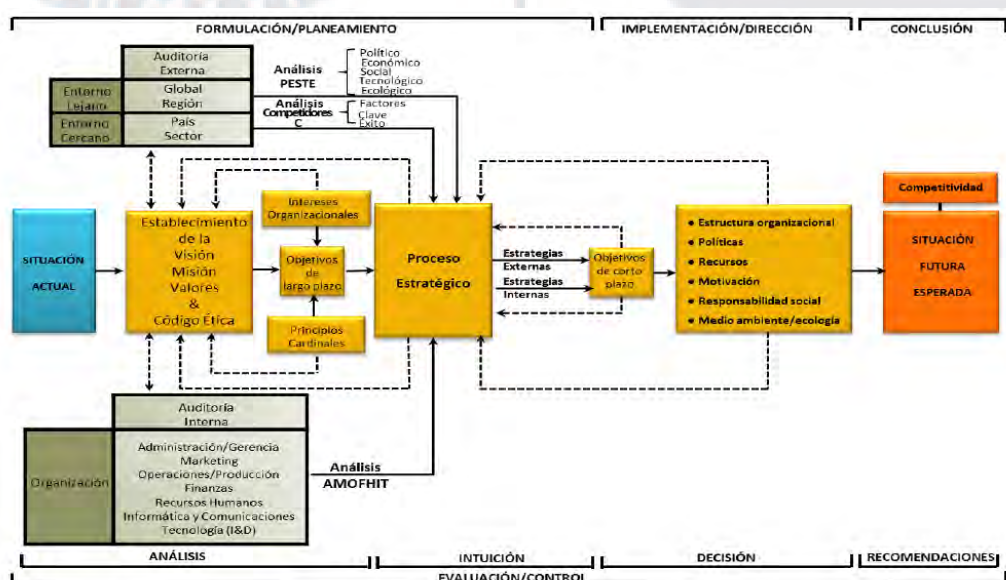 FORMULACIÓN/PLANEAMIENTO
IMPLEMENTACIÓN/DIRECCIÓN
CONCLUSIÓN
Auditoría
Externa
Entorno
Lejano
Global
Región
Entorno
Cercano
País
Sector
Análisis
PESTE
Político
Económico
Social
Tecnológico
Ecológico
Análisis
Competidores
C
Factores
Clave
Éxito
SITUACIÓN
ACTUAL
Establecimiento
de la
Visión
Misión
Valores
&
Código Ética
Intereses
Organizacionales
Objetivos
de
largo plazo
Principios
Cardinales
Proceso
Estratégico
Estrategias
Externas
Estrategias
Internas
Objetivos
de corto
plazo
• Estructura organizacional
• Políticas
• Recursos
• Motivación
• Responsabilidad social
• Medio ambiente/ecología
Competitividad
SITUACIÓN
FUTURA
ESPERADA
Auditoría
Interna
Organización
Administración/Gerencia
Marketing
Operaciones/Producción
Finanzas
Recursos Humanos
Informática y Comunicaciones
Tecnología (I&D)
Análisis
AMOFHIT
ANÁLISIS
INTUICIÓN
DECISIÓN
RECOMENDACIONES
EVALUACIÓN/CONTROL